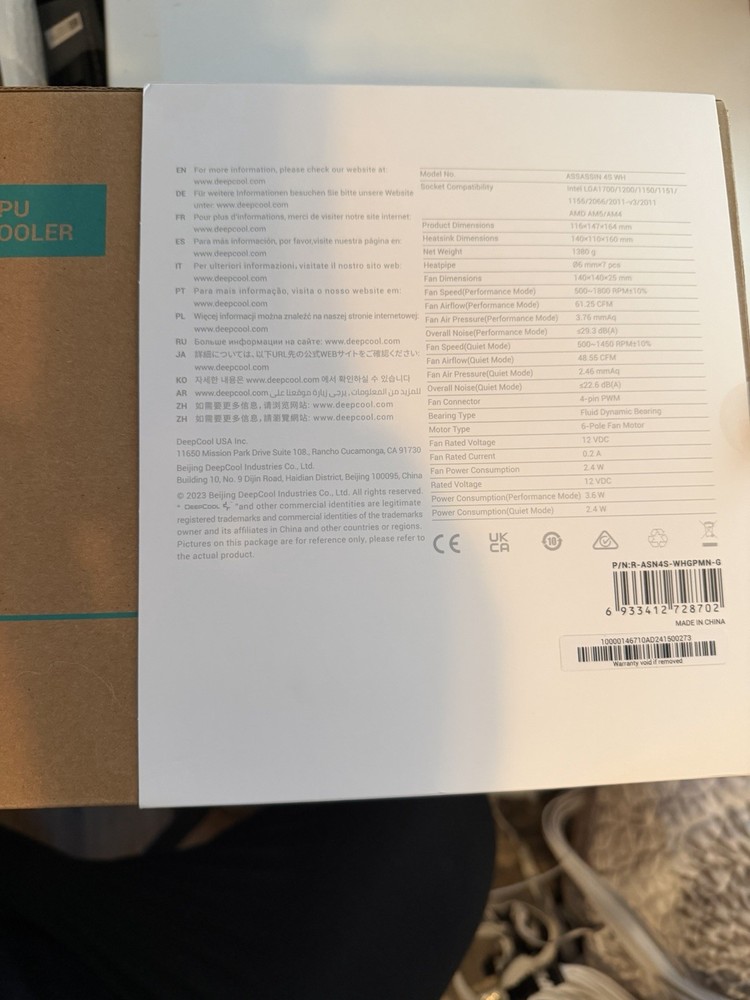 PU
OOLER
EN For more information, please check our website at:
www.deepcool.com
DE Für weitere Informationen besuchen Sie bitte unsere Website
unter: www.deepcool.com
FR Pour plus d'informations, merci de visiter notre site internet:
www.deepcool.com
ES Para más información, por favor,visite nuestra página en:
www.deepcool.com
IT Per ulteriori informazioni, visitate il nostro sito web:
www.deepcool.com
PT Para mais informação, visita o nosso website em:
www.deepcool.com
PL Więcej informacji można znaleźć na naszej stronie internetowej:
www.deepcool.com
RU Больше информации на сайте: www.deepcool.com
JA 詳細については、以下URL先の公式WEBサイトをご確認ください:
www.deepcool.com
KO 자세한 내용은 www.deepcool.com 에서 확인하실 수 있습니다
AR للمزيد من المعلومات، يرجى زيارة موقعنا على www.deepcool.com
ZH 如需要更多信息，请浏览网站: www.deepcool.com
ZH 如需要更多信息，請瀏覽網站: www.deepcool.com
DeepCool USA Inc.
11650 Mission Park Drive Suite 108, Rancho Cucamonga, CA 91730
Beijing DeepCool Industries Co., Ltd.
Building 10, No. 9 Dijin Road, Haidian District, Beijing 100095, China
© 2023 Beijing DeepCool Industries Co., Ltd. All rights reserved.
" DEEPCOOL "and other commercial identities are legitimate
registered trademarks and commercial identities of the trademarks
owner and its affiliates in China and other countries or regions.
Pictures on this package are for reference only, please refer to
the actual product.
Model No. ASSASSIN 4S WH
Socket Compatibility Intel LGA1700/1200/1150/1151/
1155/2066/2011-v3/2011
AMD AM5/AM4
Product Dimensions 116×147×164 mm
Heatsink Dimensions 140×110×160 mm
Net Weight 1380 g
Heatpipe Ø6 mm×7 pcs
Fan Dimensions 140×140×25 mm
Fan Speed(Performance Mode) 500~1800 RPM±10%
Fan Airflow(Performance Mode) 61.25 CFM
Fan Air Pressure(Performance Mode) 3.76 mmAq
Overall Noise(Performance Mode) ≤29.3 dB(A)
Fan Speed(Quiet Mode) 500~1450 RPM±10%
Fan Airflow(Quiet Mode) 48.56 CFM
Fan Air Pressure(Quiet Mode) 2.46 mmAq
Overall Noise(Quiet Mode) ≤22.6 dB(A)
Fan Connector 4-pin PWM
Bearing Type Fluid Dynamic Bearing
Motor Type 6-Pole Fan Motor
Fan Rated Voltage 12 VDC
Fan Rated Current 0.2 A
Fan Power Consumption 2.4 W
Rated Voltage 12 VDC
Power Consumption(Performance Mode) 3.6 W
Power Consumption(Quiet Mode) 2.4 W
CE
UK
CA
10
P/N:R-ASN4S-WHGPMN-G
6 933412 728702
MADE IN CHINA
10000146710AD241500273
Warranty void if removed